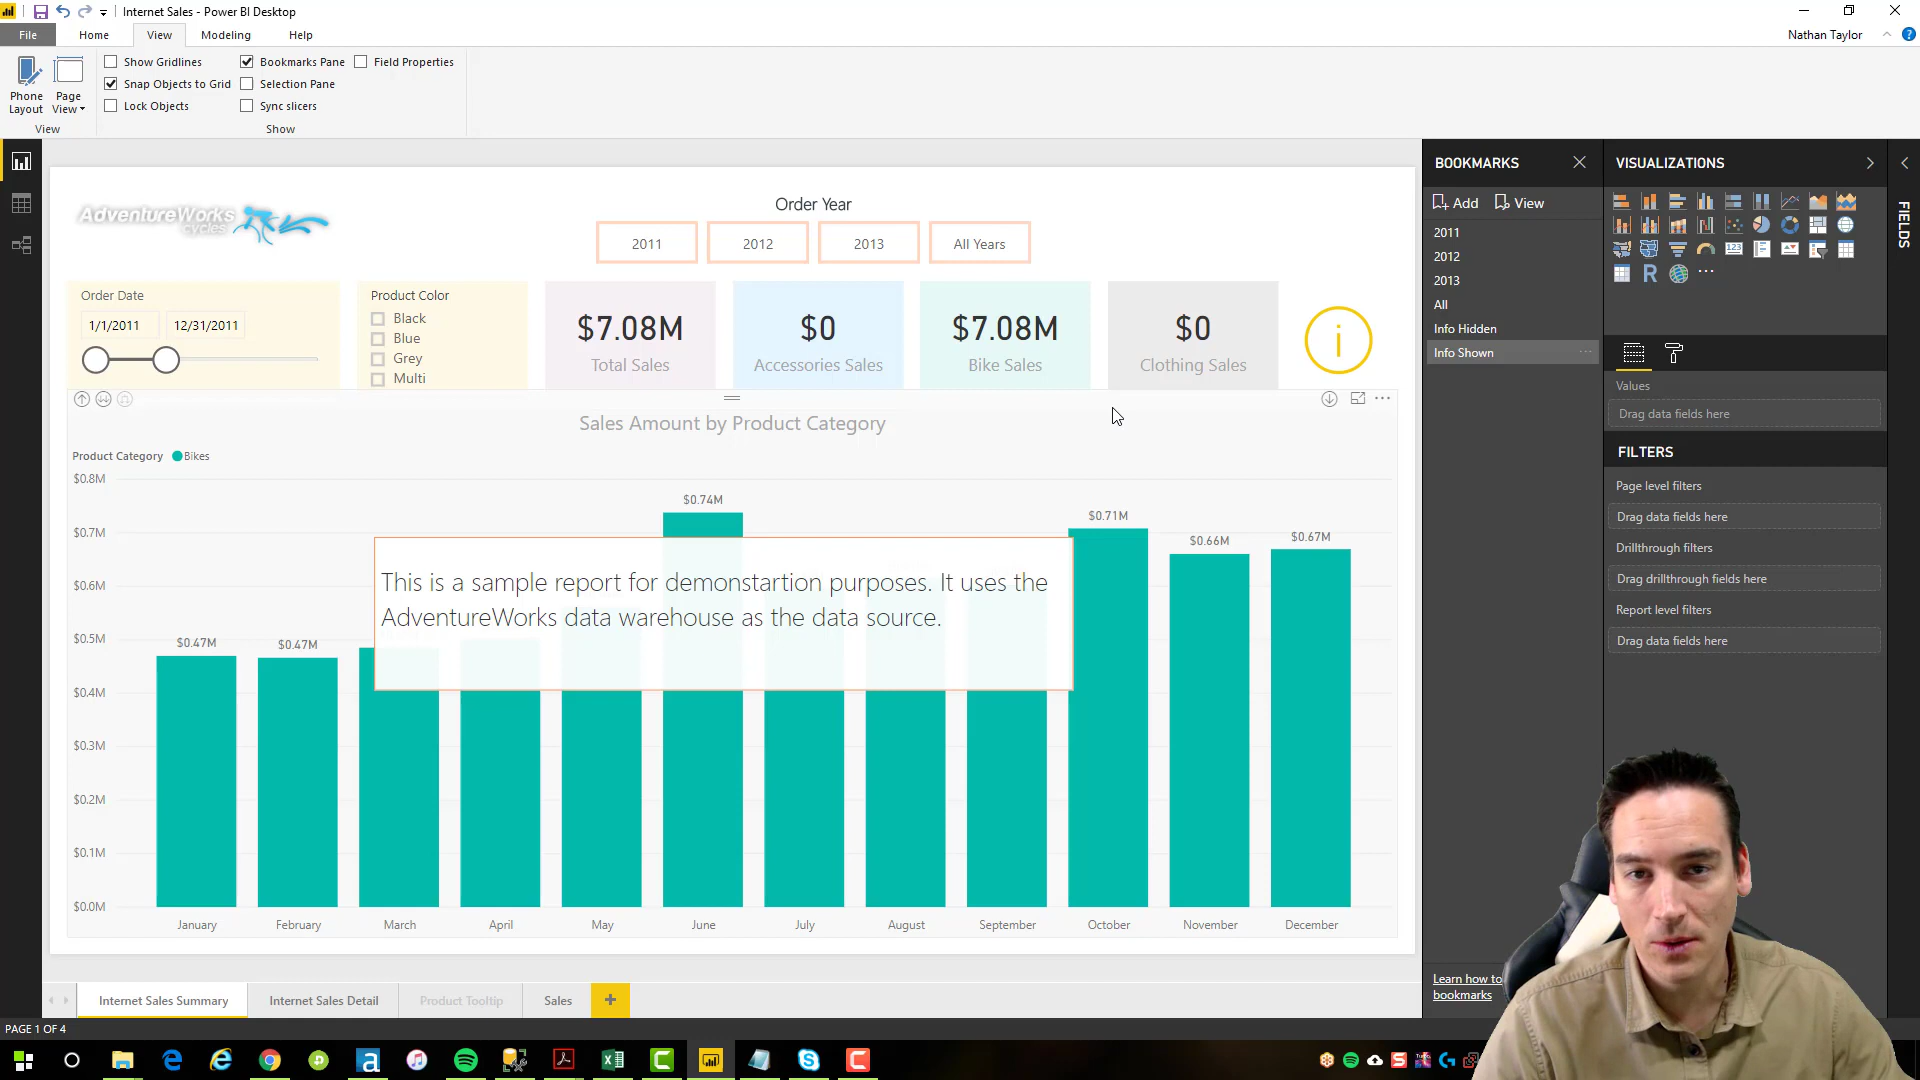 Internet Sales - Power BI Desktop
File
Home
View
Modeling
Help
Nathan Taylor
Phone Layout
Page View
Show Gridlines
Snap Objects to Grid
Lock Objects
Bookmarks Pane
Selection Pane
Sync slicers
Field Properties
View
Show
AdventureWorks
cycles
Order Year
2011
2012
2013
All Years
Order Date
1/1/2011
12/31/2011
Product Color
Black
Blue
Grey
Multi
$7.08M
Total Sales
$0
Accessories Sales
$7.08M
Bike Sales
$0
Clothing Sales
i
Sales Amount by Product Category
Product Category
Bikes
$0.8M
$0.7M
$0.6M
$0.5M
$0.4M
$0.3M
$0.2M
$0.1M
$0.0M
$0.47M
$0.47M
$0.74M
$0.71M
$0.66M
$0.67M
This is a sample report for demonstartion purposes. It uses the
AdventureWorks data warehouse as the data source.
January
February
March
April
May
June
July
August
September
October
November
December
Internet Sales Summary
Internet Sales Detail
Product Tooltip
Sales
PAGE 1 OF 4
BOOKMARKS
Add
View
2011
2012
2013
All
Info Hidden
Info Shown
Learn how to
bookmarks
VISUALIZATIONS
123
R
Values
Drag data fields here
FILTERS
Page level filters
Drag data fields here
Drillthrough filters
Drag drillthrough fields here
Report level filters
Drag data fields here
FIELDS